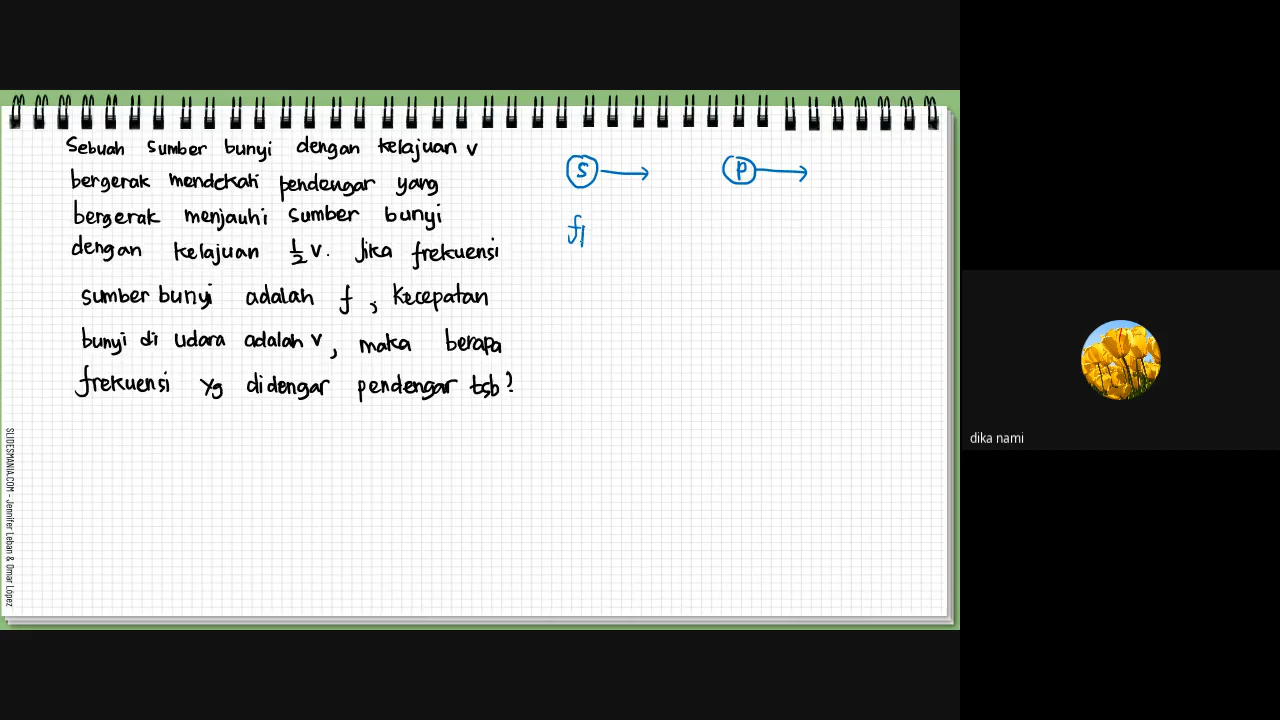 Sebuah sumber bunyi dengan kelajuan v
bergerak mendekati pendengar yang
bergerak menjauhi sumber bunyi
dengan kelajuan 1/2 v. Jika frekuensi
sumber bunyi adalah f, kecepatan
bunyi di udara adalah v, maka berapa
frekuensi yg didengar pendengar tsb?
S → P →
f
SLIDESMANIA.COM - Jennifer Leban & Omar López
dika nami